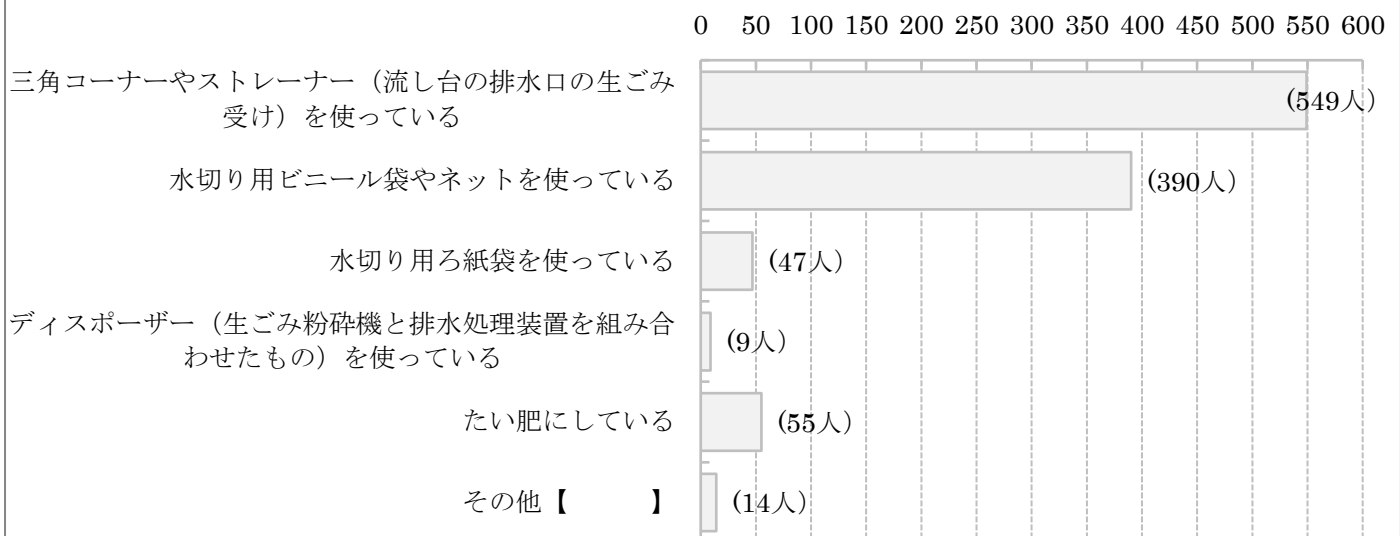 0 50 100 150 200 250 300 350 400 450 500 550 600
三角コーナーやストレーナー（流し台の排水口の生ごみ
受け）を使っている
(549人）
水切り用ビニール袋やネットを使っている
(390人）
水切り用ろ紙袋を使っている
(47人）
ディスポーザー（生ごみ粉砕機と排水処理装置を組み合
わせたもの）を使っている
(9人）
たい肥にしている
(55人）
その他【　　　】
(14人）